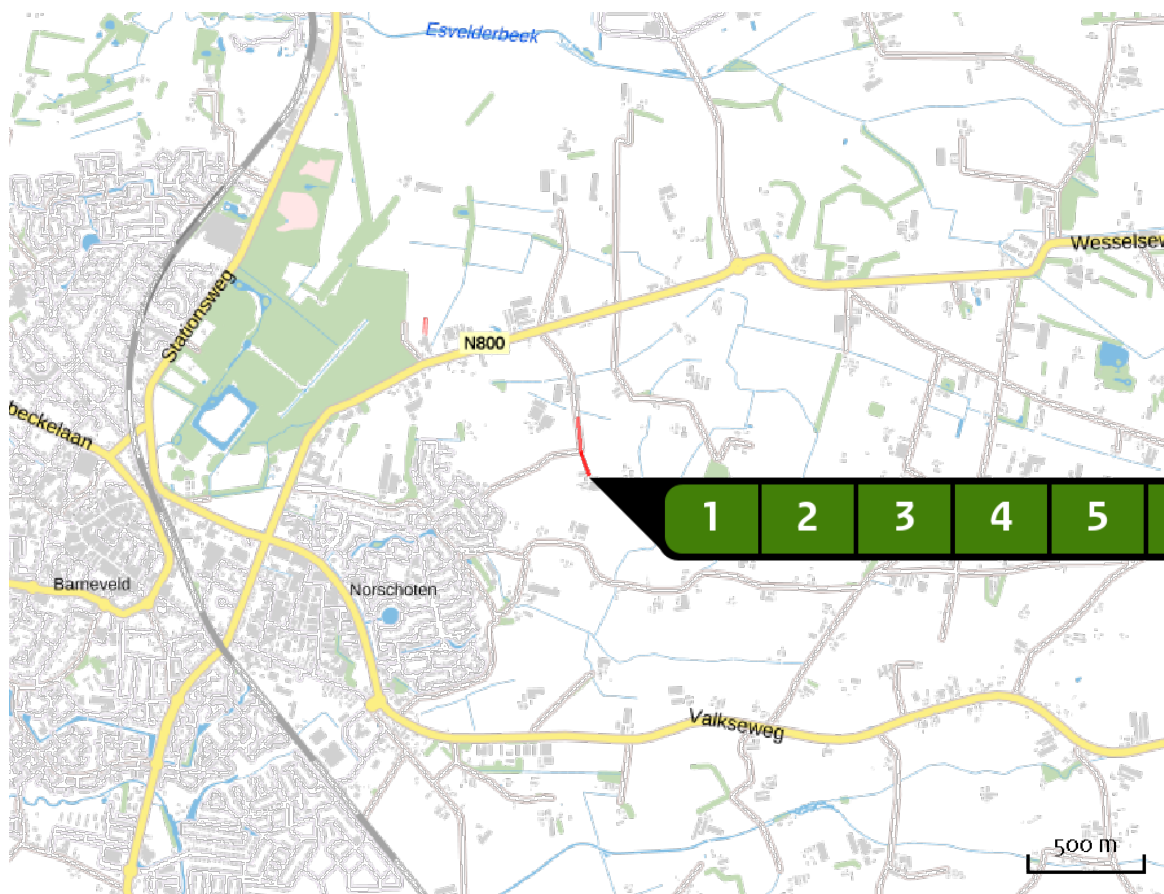 Esvelderbeek
Wesselsew
Stationsweg
N800
beckelaan
1 2 3 4 5
Barneveld
Norschoten
Valkseweg
500 m